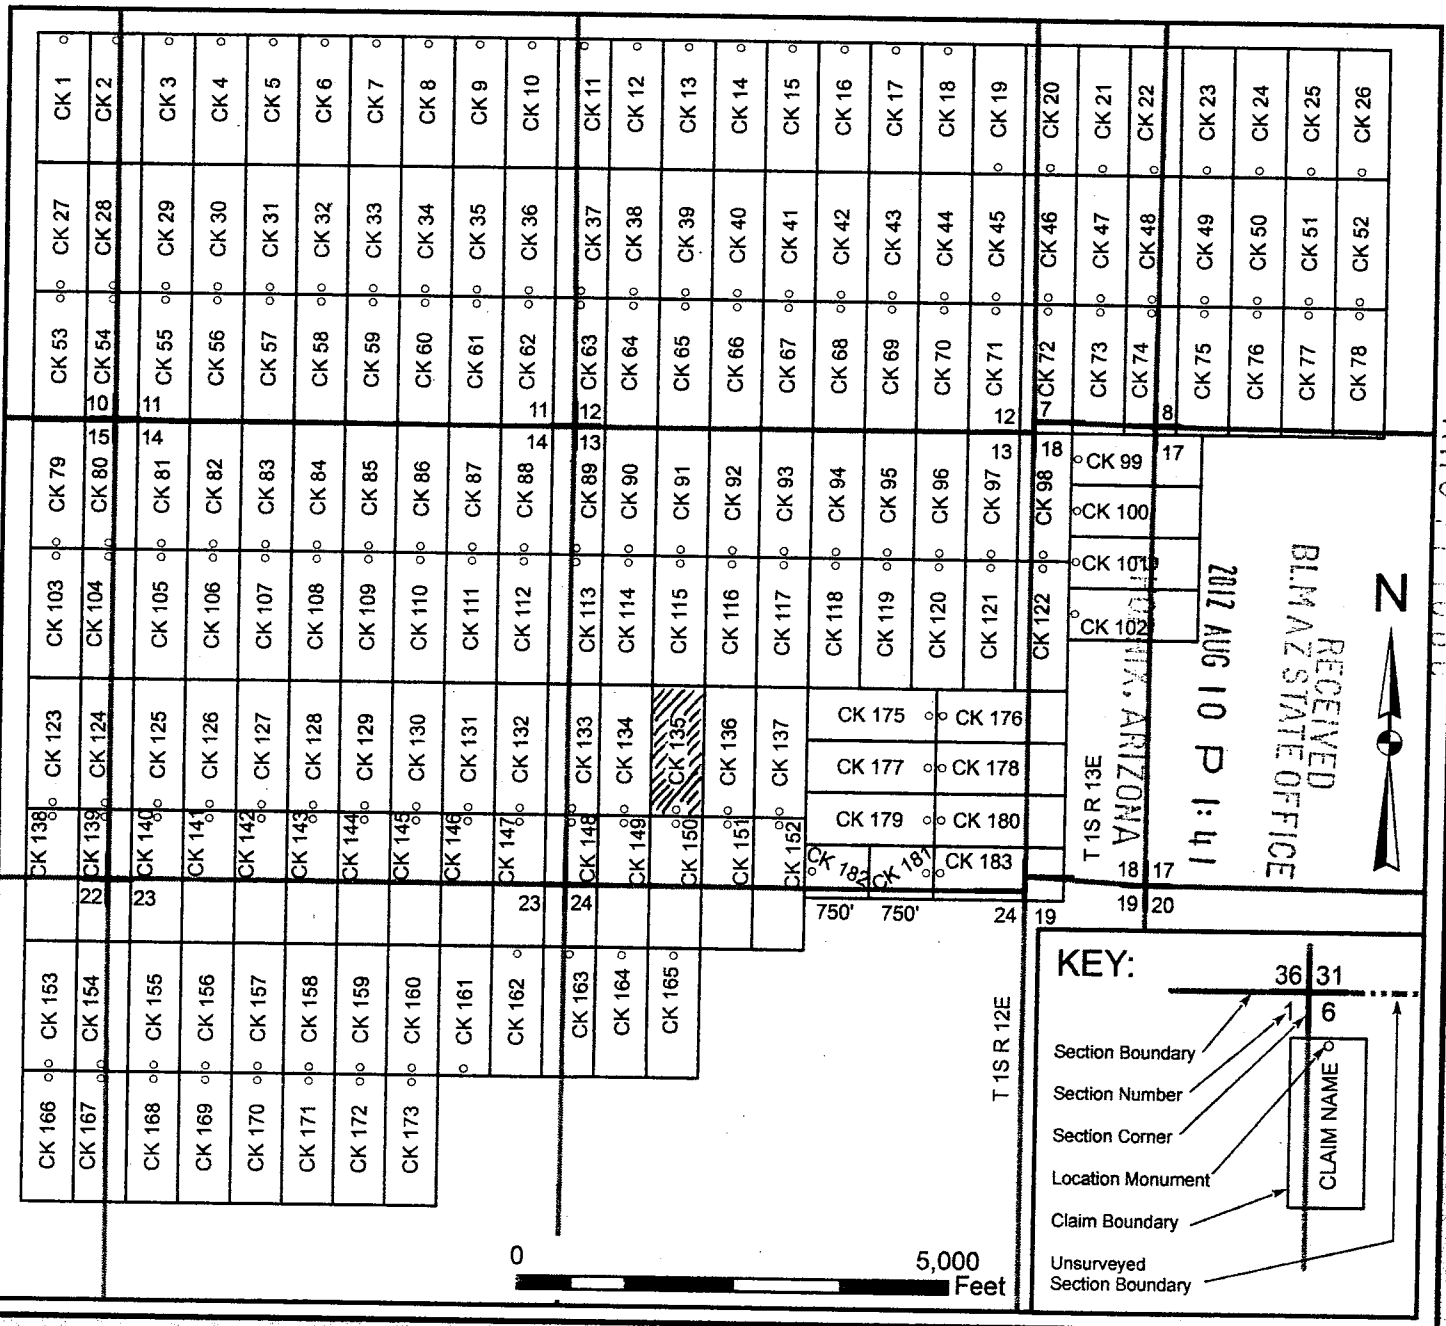 CK 1 CK 2 CK 3 CK 4 CK 5 CK 6 CK 7 CK 8 CK 9 CK 10 CK 11 CK 12 CK 13 CK 14 CK 15 CK 16 CK 17 CK 18 CK 19 CK 20 CK 21 CK 22 CK 23 CK 24 CK 25 CK 26
CK 27 CK 28 CK 29 CK 30 CK 31 CK 32 CK 33 CK 34 CK 35 CK 36 CK 37 CK 38 CK 39 CK 40 CK 41 CK 42 CK 43 CK 44 CK 45 CK 46 CK 47 CK 48 CK 49 CK 50 CK 51 CK 52
CK 53 CK 54 CK 55 CK 56 CK 57 CK 58 CK 59 CK 60 CK 61 CK 62 CK 63 CK 64 CK 65 CK 66 CK 67 CK 68 CK 69 CK 70 CK 71 CK 72 CK 73 CK 74 CK 75 CK 76 CK 77 CK 78
10 11 11 12 12 7 8
15 14 14 13 13 18 17
CK 79 CK 80 CK 81 CK 82 CK 83 CK 84 CK 85 CK 86 CK 87 CK 88 CK 89 CK 90 CK 91 CK 92 CK 93 CK 94 CK 95 CK 96 CK 97 CK 98
CK 99
CK 100
CK 101
CK 102
CK 103 CK 104 CK 105 CK 106 CK 107 CK 108 CK 109 CK 110 CK 111 CK 112 CK 113 CK 114 CK 115 CK 116 CK 117 CK 118 CK 119 CK 120 CK 121 CK 122
CK 123 CK 124 CK 125 CK 126 CK 127 CK 128 CK 129 CK 130 CK 131 CK 132 CK 133 CK 134 CK 135 CK 136 CK 137
CK 175 CK 176
CK 177 CK 178
CK 179 CK 180
CK 182 CK 181 CK 183
CK 138 CK 139 CK 140 CK 141 CK 142 CK 143 CK 144 CK 145 CK 146 CK 147 CK 148 CK 149 CK 150 CK 151 CK 152
18 17
22 23 23 24 750' 750' 24 19 19 20
CK 153 CK 154 CK 155 CK 156 CK 157 CK 158 CK 159 CK 160 CK 161 CK 162 CK 163 CK 164 CK 165
CK 166 CK 167 CK 168 CK 169 CK 170 CK 171 CK 172 CK 173
T 1S R 12E
T 1S R 13E
RECEIVED
BLM AZ STATE OFFICE
2012 AUG 10 P 1:41
ARIZONA
N
KEY:
36 31
1 6
Section Boundary
Section Number
Section Corner
Location Monument
Claim Boundary
Unsurveyed
Section Boundary
CLAIM NAME
0 5,000
Feet